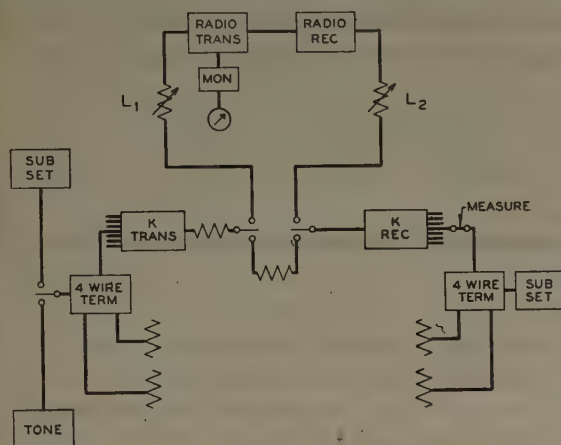 RADIO
TRANS
RADIO
REC
MON
L1
L2
SUB
SET
K
TRANS
K
REC
MEASURE
4 WIRE
TERM
4 WIRE
TERM
SUB
SET
TONE